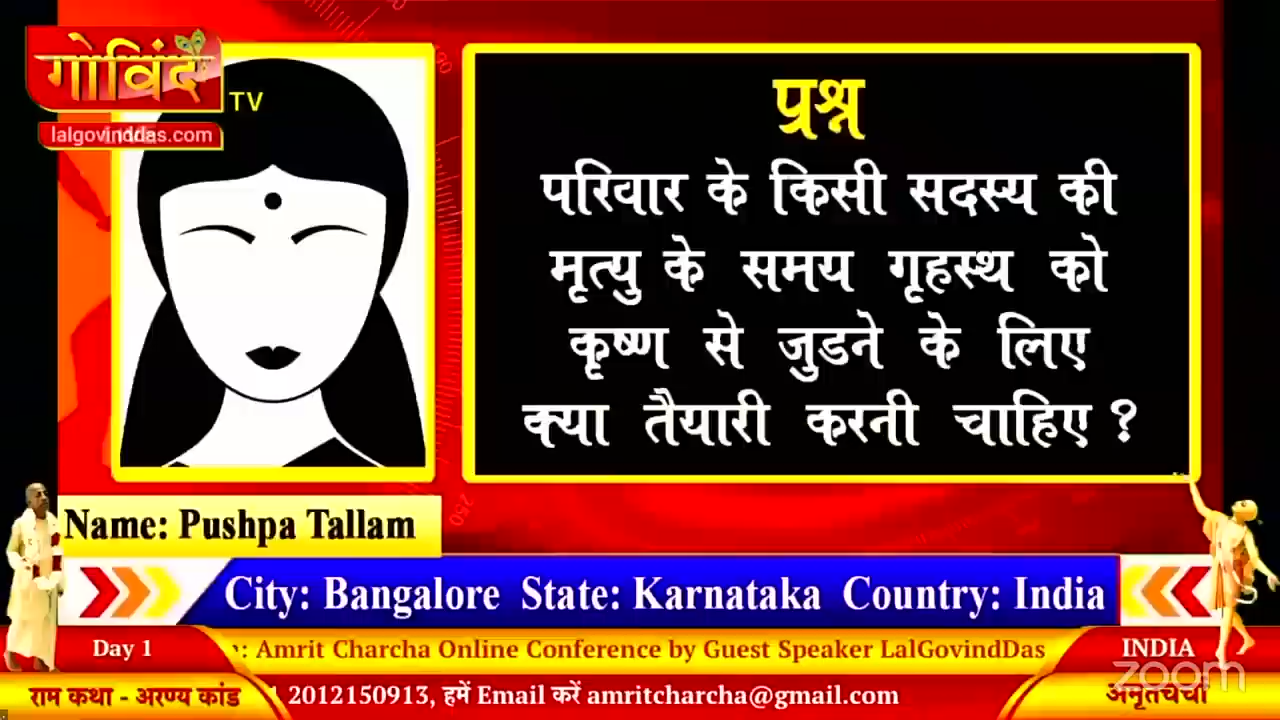 गोविंद
TV
lalgovinddas.com
प्रश्न
परिवार के किसी सदस्य की
मृत्यु के समय गृहस्थ को
कृष्ण से जुडने के लिए
क्या तैयारी करनी चाहिए ?
Name: Pushpa Tallam
City: Bangalore State: Karnataka Country: India
Day 1
: Amrit Charcha Online Conference by Guest Speaker LalGovindDas
INDIA
zoom
राम कथा - अरण्य कांड
2012150913, हमें Email करें amritcharcha@gmail.com
अमृतचर्चा